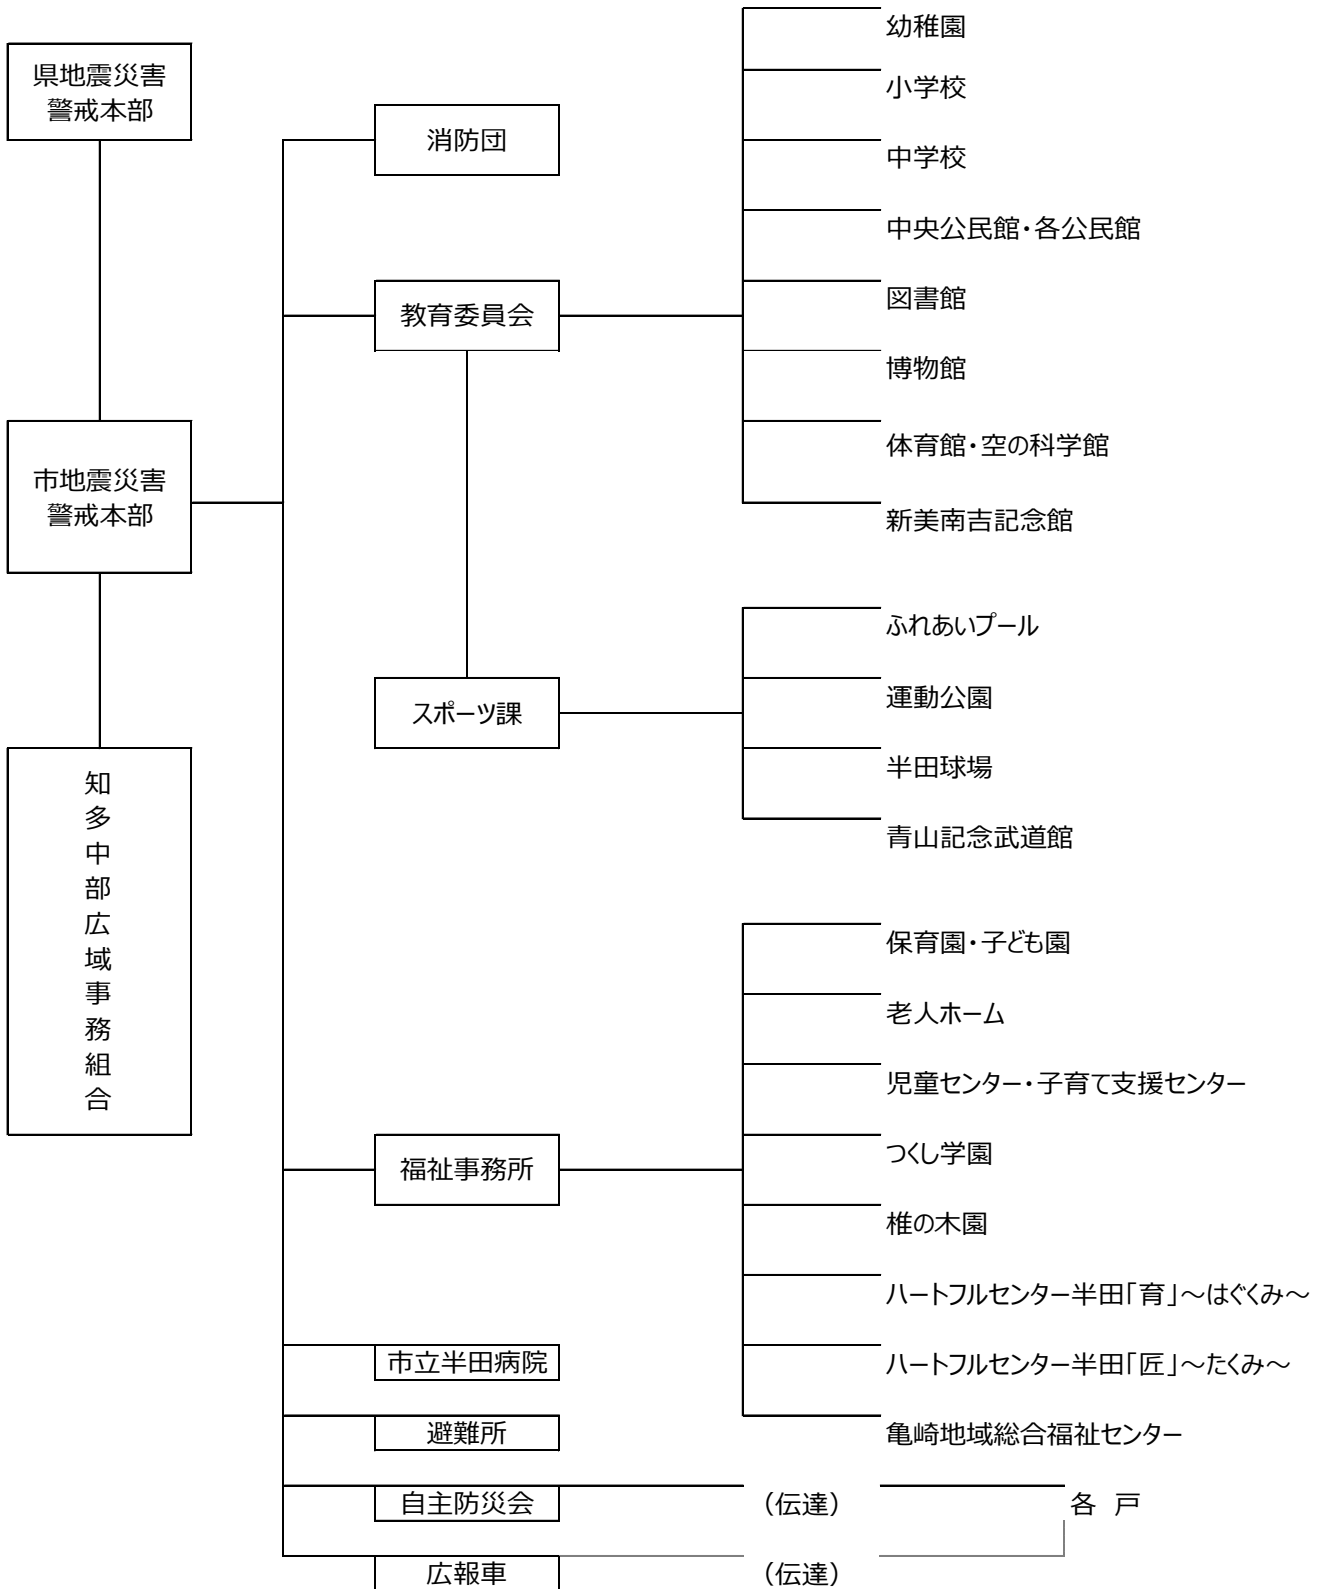 県地震災害
警戒本部
市地震災害
警戒本部
知
多
中
部
広
域
事
務
組
合
消防団
教育委員会
スポーツ課
福祉事務所
市立半田病院
避難所
自主防災会
広報車
幼稚園
小学校
中学校
中央公民館・各公民館
図書館
博物館
体育館・空の科学館
新美南吉記念館
ふれあいプール
運動公園
半田球場
青山記念武道館
保育園・子ども園
老人ホーム
児童センター・子育て支援センター
つくし学園
椎の木園
ハートフルセンター半田「育」～はぐくみ～
ハートフルセンター半田「匠」～たくみ～
亀崎地域総合福祉センター
（伝達）
各　戸
（伝達）